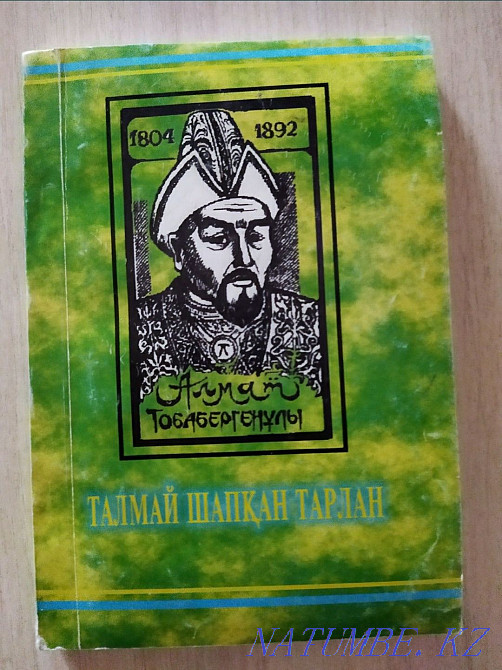 1804 1892
Алмат
ТОБАБЕРГЕНҰЛЫ
ТАЛМАЙ ШАПҚАН ТАРЛАН
NATUMBE.KZ